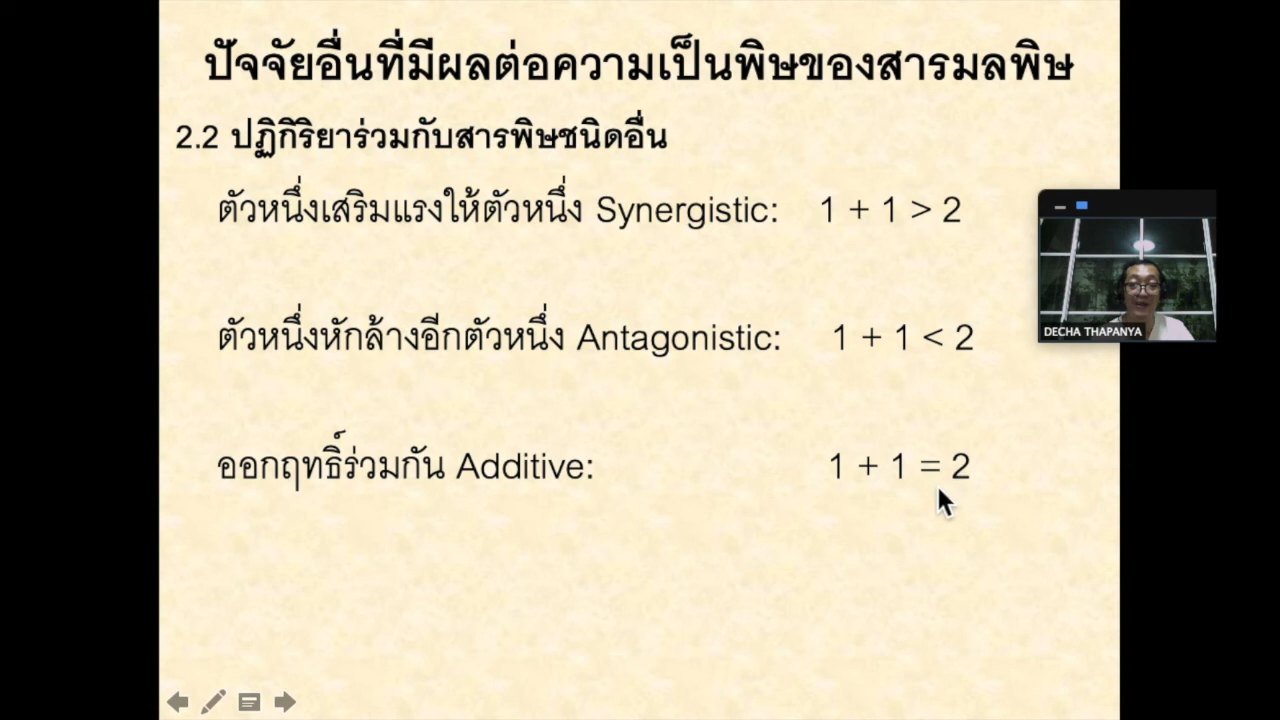 ปัจจัยอื่นที่มีผลต่อความเป็นพิษของสารมลพิษ
2.2 ปฏิกิริยาร่วมกับสารพิษชนิดอื่น
ตัวหนึ่งเสริมแรงให้ตัวหนึ่ง Synergistic: 1 + 1 > 2
ตัวหนึ่งหักล้างอีกตัวหนึ่ง Antagonistic: 1 + 1 < 2
ออกฤทธิ์ร่วมกัน Additive: 1 + 1 = 2
DECHA THAPANYA